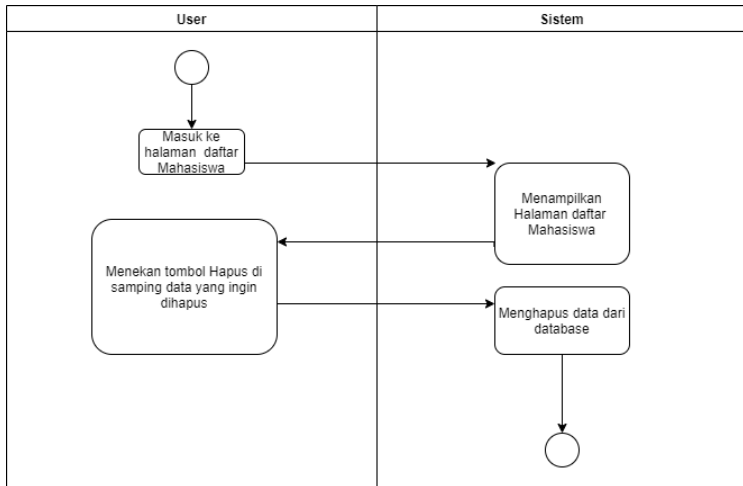 User
Sistem
Masuk ke
halaman daftar
Mahasiswa
Menampilkan
Halaman daftar
Mahasiswa
Menekan tombol Hapus di
samping data yang ingin
dihapus
Menghapus data dari
database